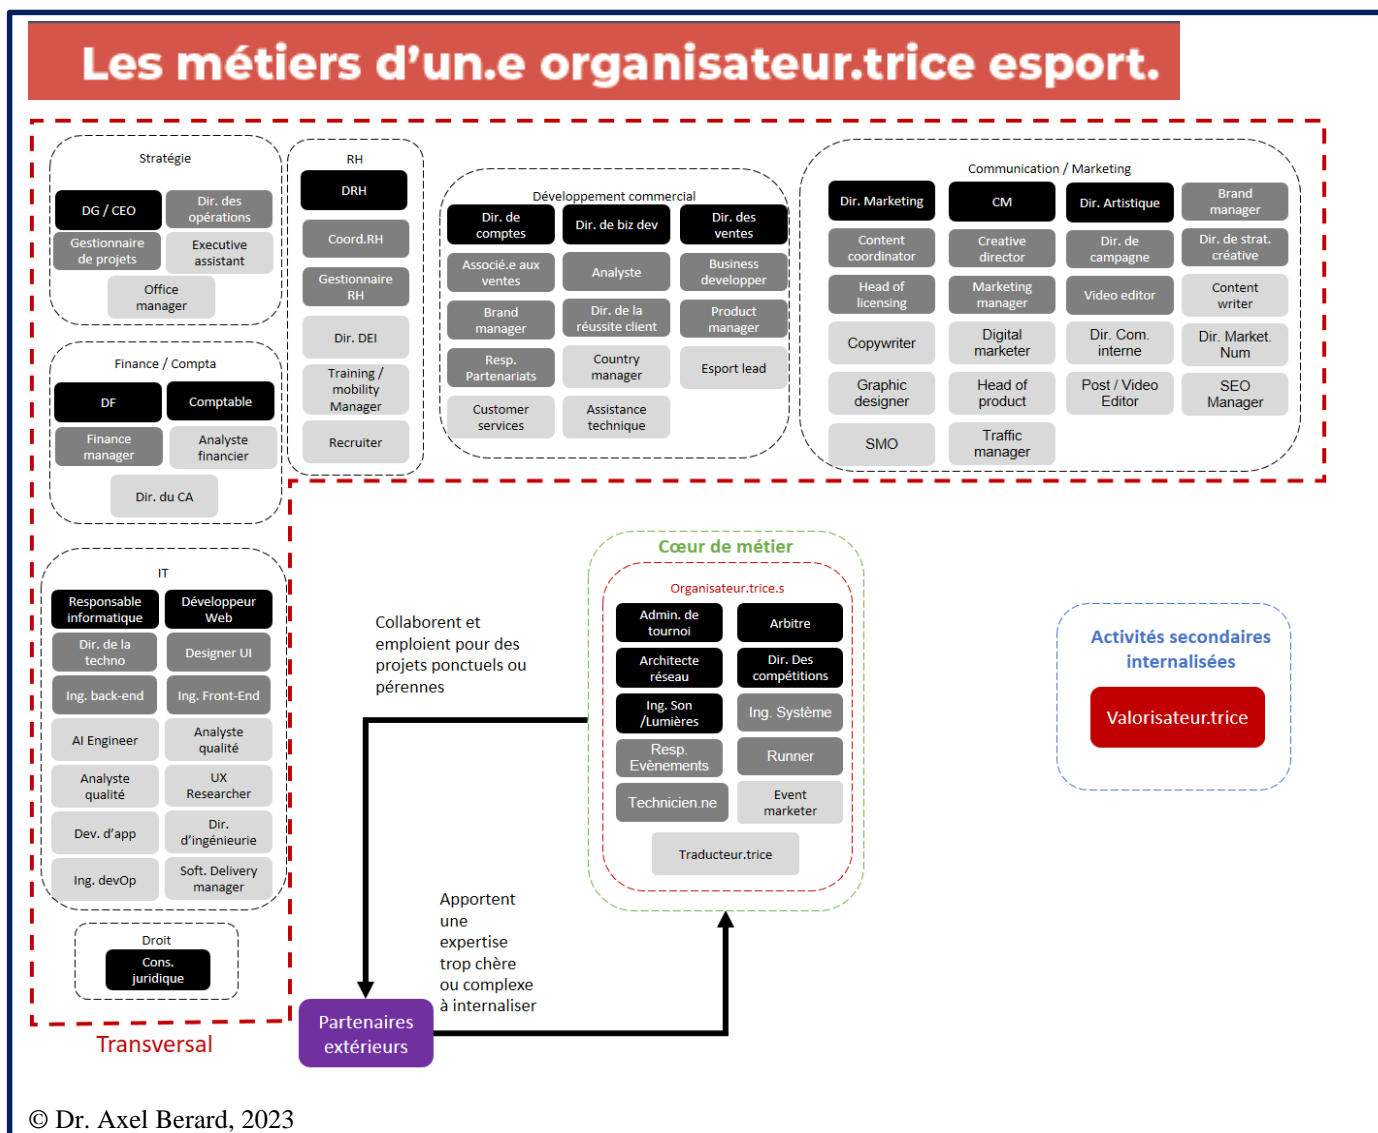 Les métiers d'un.e organisateur.trice esport.
Stratégie
DG / CEO
Dir. des
opérations
Gestionnaire
de projets
Executive
assistant
Office
manager
RH
DRH
Coord.RH
Gestionnaire
RH
Dir. DEI
Training /
mobility
Manager
Recruiter
Développement commercial
Dir. de
comptes
Dir. de biz dev
Dir. des
ventes
Associé.e aux
ventes
Analyste
Business
developper
Brand
manager
Dir. de la
réussite client
Product
manager
Resp.
Partenariats
Country
manager
Esport lead
Customer
services
Assistance
technique
Communication / Marketing
Dir. Marketing
CM
Dir. Artistique
Brand
manager
Content
coordinator
Creative
director
Dir. de
campagne
Dir. de strat.
créative
Head of
licensing
Marketing
manager
Video editor
Content
writer
Copywriter
Digital
marketer
Dir. Com.
interne
Dir. Market.
Num
Graphic
designer
Head of
product
Post / Video
Editor
SEO
Manager
SMO
Traffic
manager
Finance / Compta
DF
Comptable
Finance
manager
Analyste
financier
Dir. du CA
IT
Responsable
informatique
Développeur
Web
Dir. de la
techno
Designer UI
Ing. back-end
Ing. Front-End
AI Engineer
Analyste
qualité
Analyste
qualité
UX
Researcher
Dev. d'app
Dir.
d'ingénieurie
Ing. devOp
Soft. Delivery
manager
Droit
Cons.
juridique
Transversal
Collaborent et
emploient pour des
projets ponctuels ou
pérennes
Cœur de métier
Organisateur.trice.s
Admin. de
tournoi
Arbitre
Architecte
réseau
Dir. Des
compétitions
Ing. Son
/Lumières
Ing. Système
Resp.
Evènements
Runner
Technicien.ne
Event
marketer
Traducteur.trice
Activités secondaires
internalisées
Valorisateur.trice
Apportent
une
expertise
trop chère
ou complexe
à internaliser
Partenaires
extérieurs
© Dr. Axel Berard, 2023